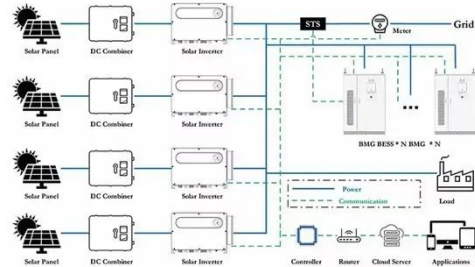 STS
Meter
Grid
Solar Panel
DC Combiner
Solar Inverter
Solar Panel
DC Combiner
Solar Inverter
BMG BESS * N BMG * N
Solar Panel
DC Combiner
Solar Inverter
Power
Communication
Load
Solar Panel
DC Combiner
Solar Inverter
Controller
Router
Cloud Server
Applications